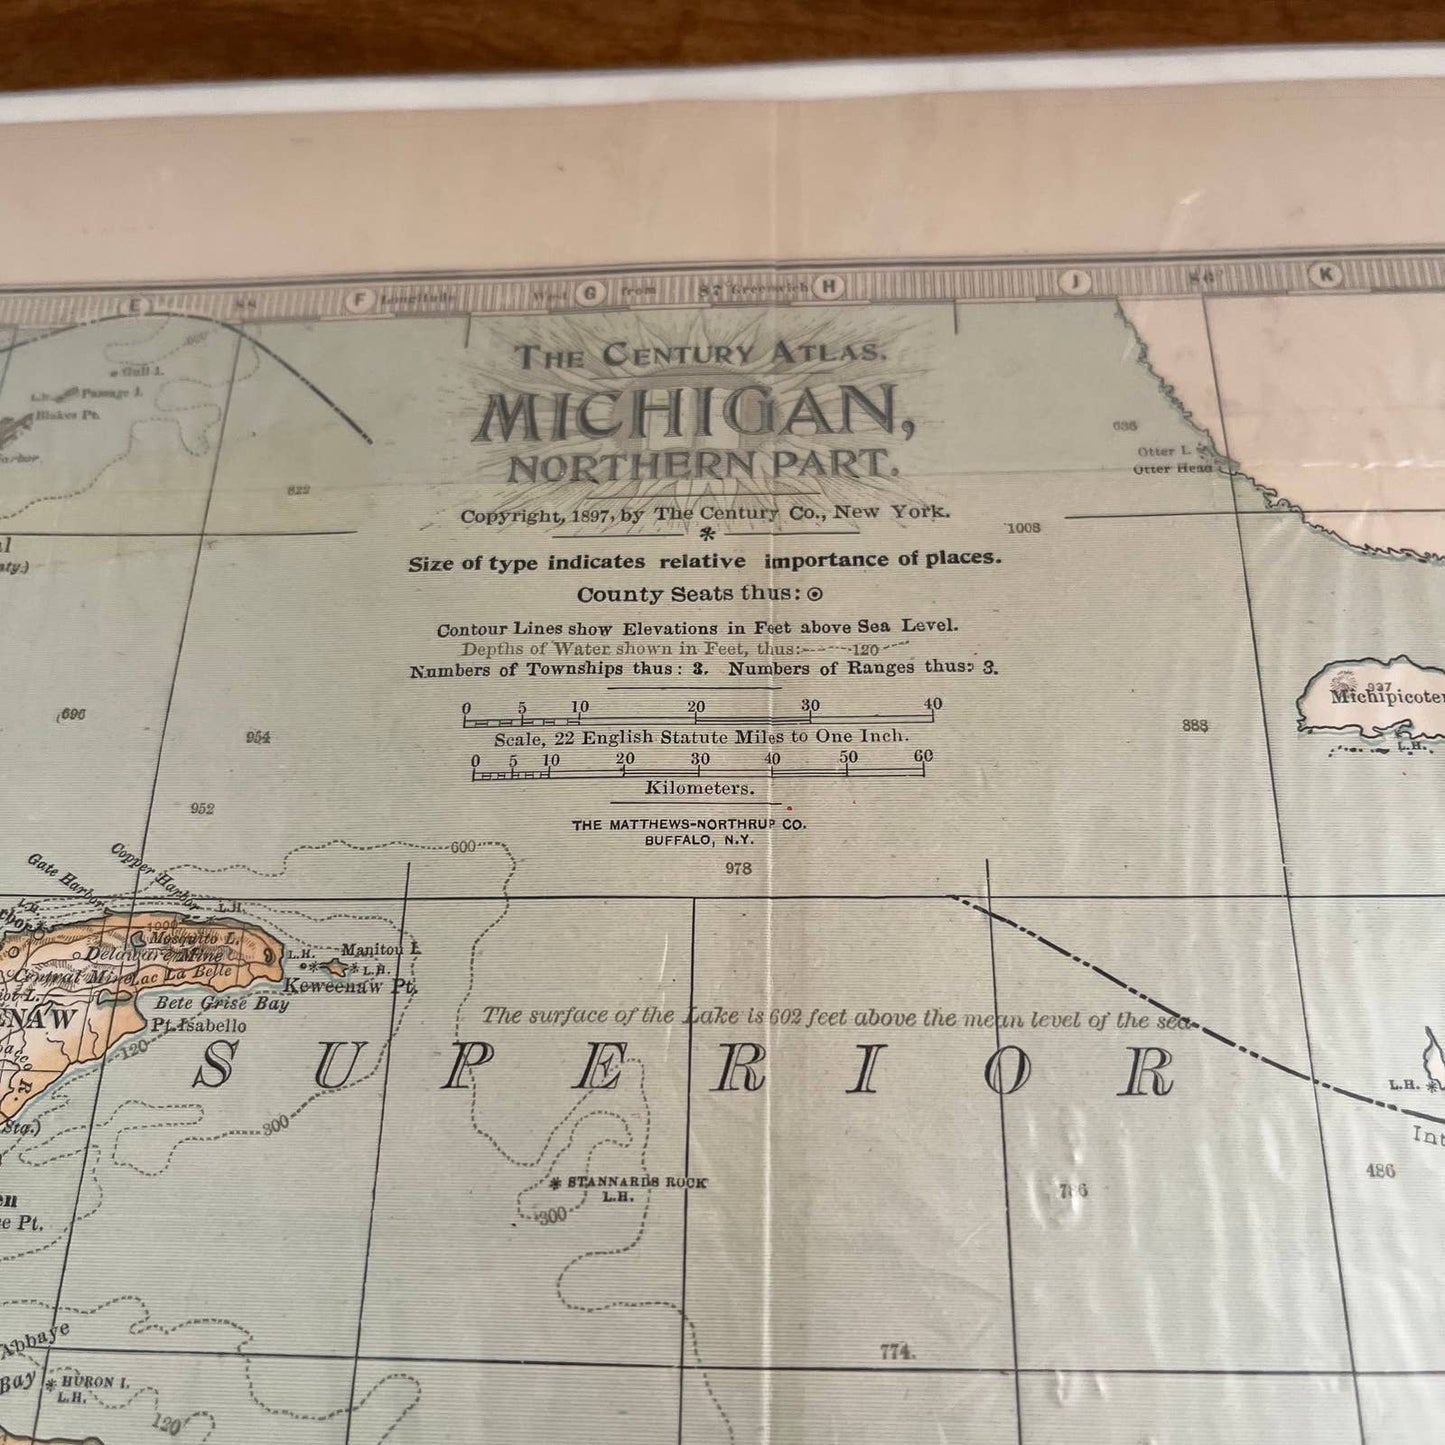 E 88 F Longitude West G from 87 Greenwich H J 86 K
THE CENTURY ATLAS.
MICHIGAN,
NORTHERN PART.
Copyright, 1897, by The Century Co., New York.
Size of type indicates relative importance of places.
County Seats thus:
Contour Lines show Elevations in Feet above Sea Level.
Depths of Water shown in Feet, thus: 120
Numbers of Townships thus: 3. Numbers of Ranges thus: 3.
0 5 10 20 30 40
Scale, 22 English Statute Miles to One Inch.
0 5 10 20 30 40 50 60
Kilometers.
THE MATTHEWS-NORTHRUP CO.
BUFFALO, N.Y.
600
Gull I.
L.H. Passage I.
Blakes Pt.
822
636
Otter I.
Otter Head
1008
696
954
952
888
937
Michipicoten
L.H.
600
978
Gate Harbor
Copper Harbor
L.H.
L.H.
Mosquito L.
Delaware Mine
Central Mine
Lac La Belle
L.H.
Manitou I.
L.H.
Keweenaw Pt.
Bete Grise Bay
Pt. Isabello
120
The surface of the Lake is 602 feet above the mean level of the sea.
SUPERIOR
L.H.
300
STANNARDS ROCK
L.H.
300
786
486
774.
Abbaye
Bay
HURON I.
L.H.
120